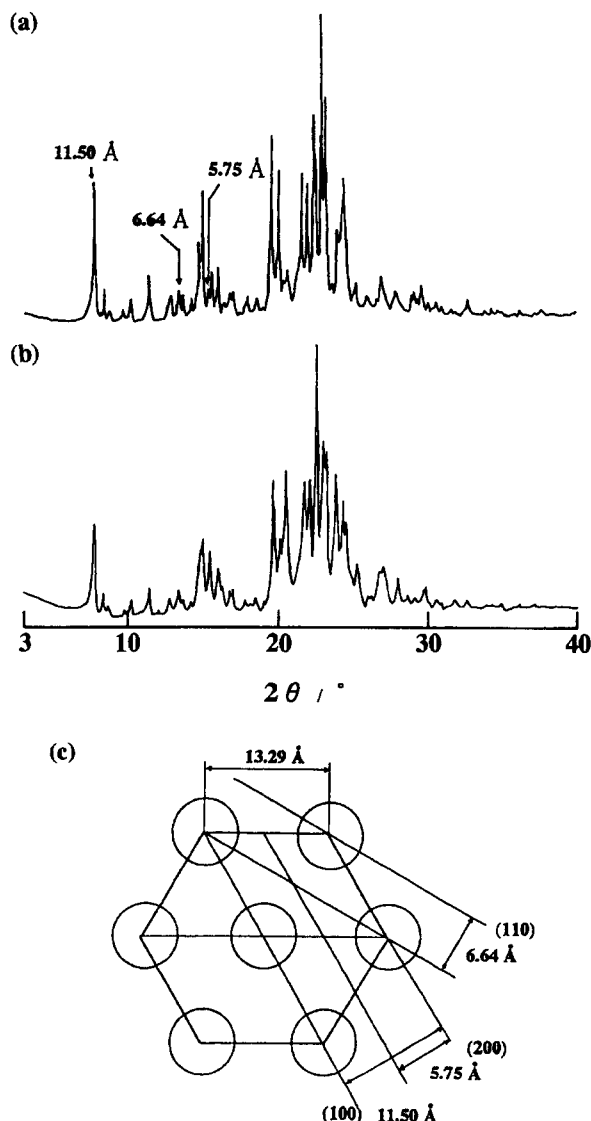 (a)
11.50 Å
5.75 Å
6.64 Å
(b)
3 10 20 30 40
2 θ / °
(c)
13.29 Å
(110)
6.64 Å
(200)
5.75 Å
(100) 11.50 Å